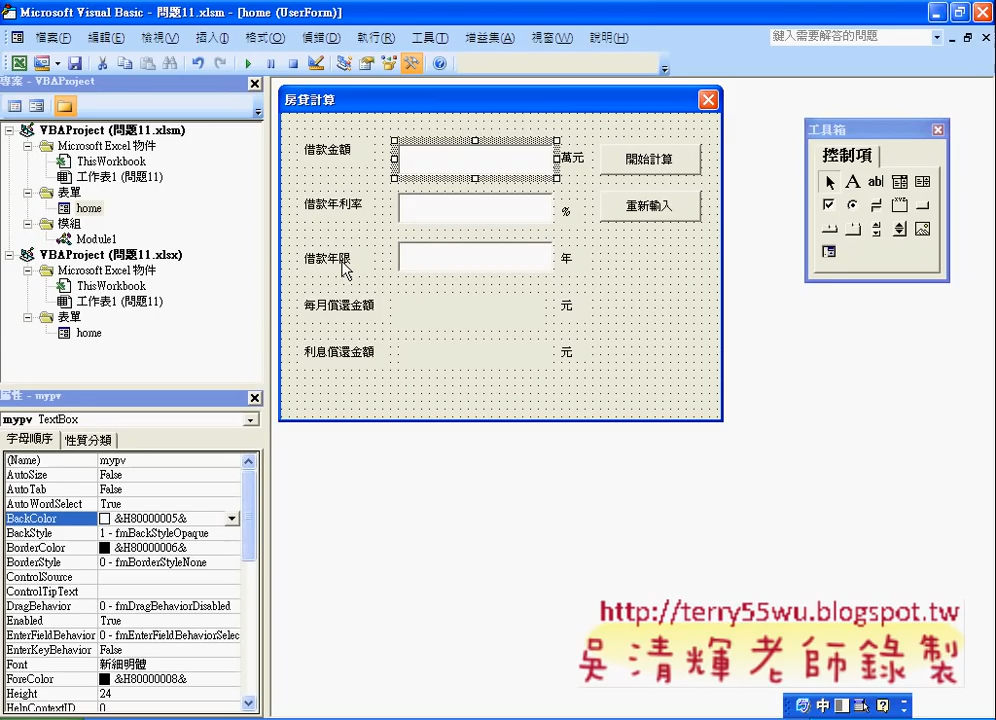 Microsoft Visual Basic - 問題11.xlsm - [home (UserForm)]
檔案(F) 編輯(E) 檢視(V) 插入(I) 格式(O) 偵錯(D) 執行(R) 工具(T) 增益集(A) 視窗(W) 說明(H) 鍵入需要解答的問題
專案 - VBAProject
VBAProject (問題11.xlsm)
Microsoft Excel 物件
ThisWorkbook
工作表1 (問題11)
表單
home
模組
Module1
VBAProject (問題11.xlsx)
Microsoft Excel 物件
ThisWorkbook
工作表1 (問題11)
表單
home
屬性 - mypv
mypv TextBox
字母順序 性質分類
(Name) mypv
AutoSize False
AutoTab False
AutoWordSelect True
BackColor &H80000005&
BackStyle 1 - fmBackStyleOpaque
BorderColor &H80000006&
BorderStyle 0 - fmBorderStyleNone
ControlSource
ControlTipText
DragBehavior 0 - fmDragBehaviorDisabled
Enabled True
EnterFieldBehavior 0 - fmEnterFieldBehaviorSelec
EnterKeyBehavior False
Font 新細明體
ForeColor &H80000008&
Height 24
HelpContextID 0
房貸計算
借款金額 萬元 開始計算
借款年利率 % 重新輸入
借款年限 年
每月償還金額 元
利息償還金額 元
工具箱
控制項
A ab|
http://terry55wu.blogspot.tw
吳清輝老師錄製
中